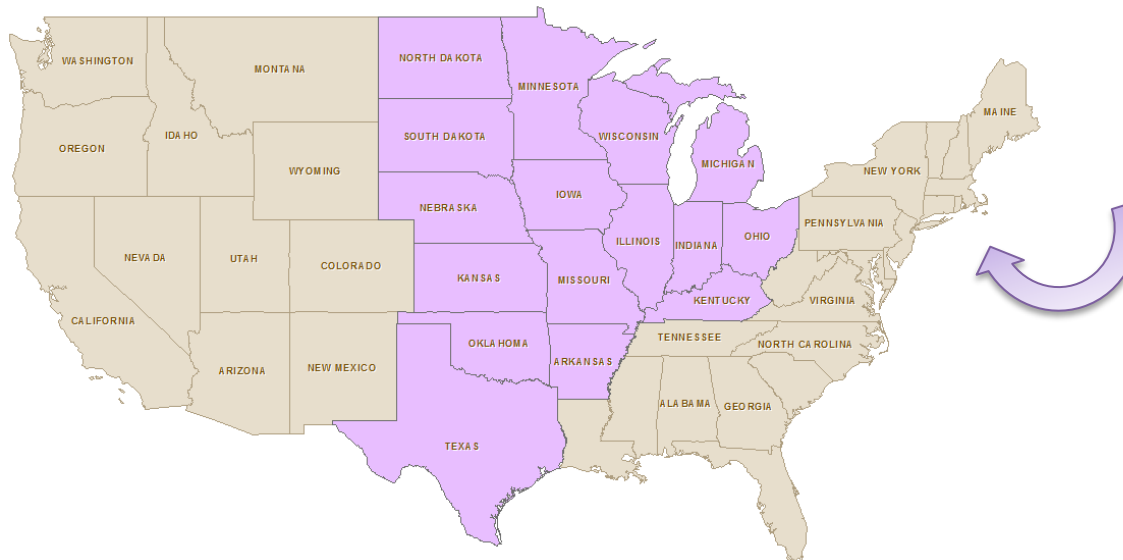 WASHINGTON
MONTANA
NORTH DAKOTA
MINNESOTA
MAINE
OREGON
IDAHO
SOUTH DAKOTA
WISCONSIN
MICHIGAN
NEW YORK
WYOMING
NEBRASKA
IOWA
PENNSYLVANIA
NEVADA
UTAH
COLORADO
KANSAS
MISSOURI
ILLINOIS
INDIANA
OHIO
CALIFORNIA
KENTUCKY
VIRGINIA
ARIZONA
NEW MEXICO
OKLAHOMA
ARKANSAS
TENNESSEE
NORTH CAROLINA
TEXAS
ALABAMA
GEORGIA